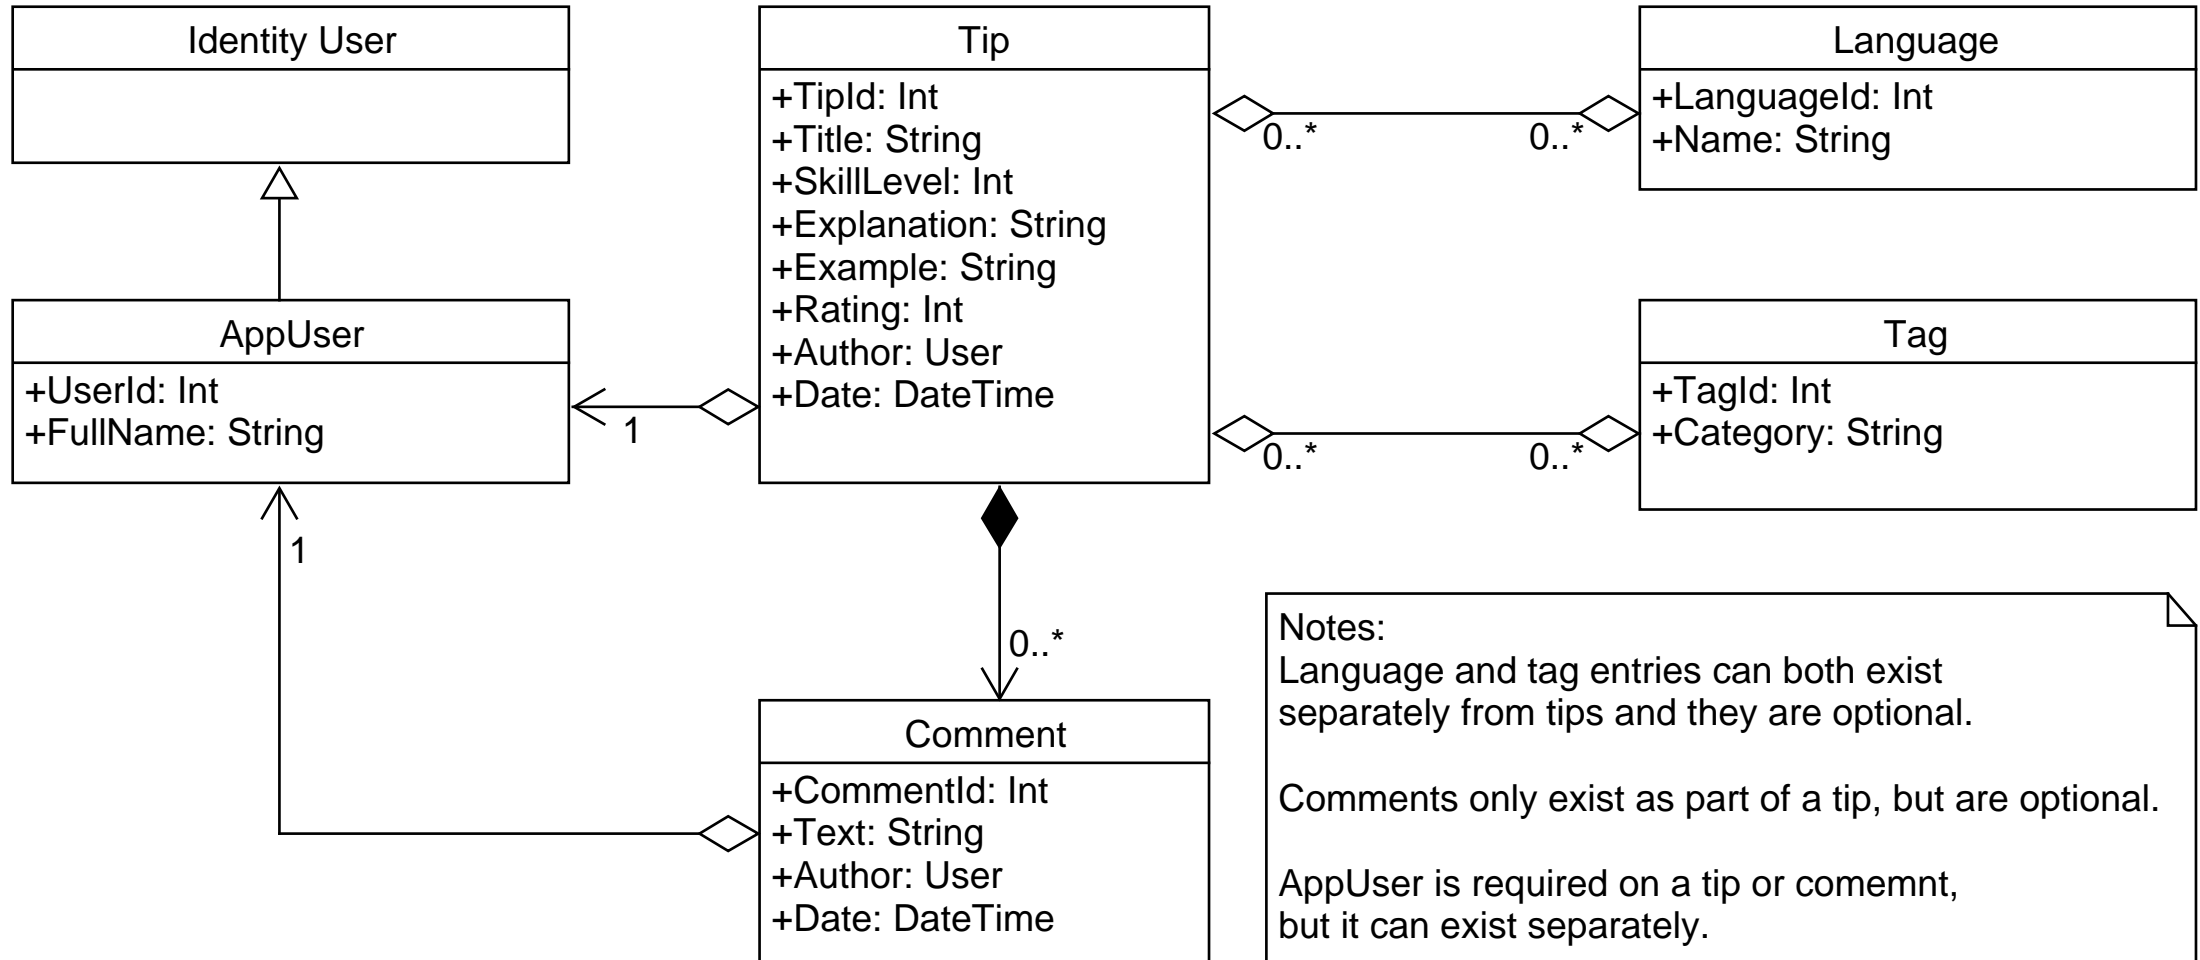 Identity User
Tip
+TipId: Int
+Title: String
+SkillLevel: Int
+Explanation: String
+Example: String
+Rating: Int
+Author: User
+Date: DateTime
Language
+LanguageId: Int
+Name: String
0..*
0..*
AppUser
+UserId: Int
+FullName: String
1
Tag
+TagId: Int
+Category: String
0..*
0..*
1
0..*
Comment
+CommentId: Int
+Text: String
+Author: User
+Date: DateTime
Notes:
Language and tag entries can both exist
separately from tips and they are optional.
Comments only exist as part of a tip, but are optional.
AppUser is required on a tip or comemnt,
but it can exist separately.